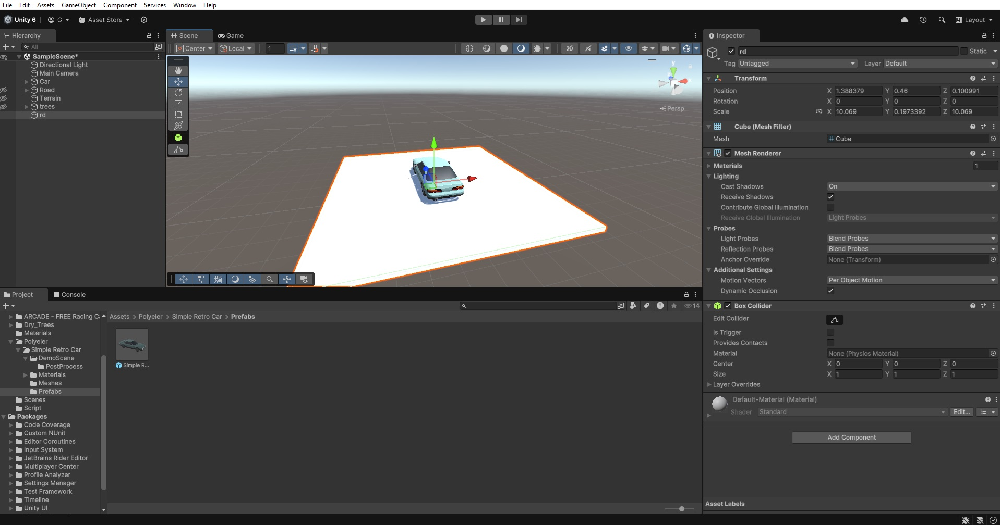 File Edit Assets GameObject Component Services Window Help
Unity 6 G Asset Store Layout
Hierarchy
All
SampleScene*
Directional Light
Main Camera
Car
Road
Terrain
trees
rd
Scene Game
Center Local 1 2D
y
x
Persp
Inspector
rd Static
Tag Untagged Layer Default
Transform
Position X 1.388379 Y 0.46 Z 0.100991
Rotation X 0 Y 0 Z 0
Scale X 10.069 Y 0.1973392 Z 10.069
Cube (Mesh Filter)
Mesh Cube
Mesh Renderer
Materials 1
Lighting
Cast Shadows On
Receive Shadows
Contribute Global Illumination
Receive Global Illumination Light Probes
Probes
Light Probes Blend Probes
Reflection Probes Blend Probes
Anchor Override None (Transform)
Additional Settings
Motion Vectors Per Object Motion
Dynamic Occlusion
Box Collider
Edit Collider
Is Trigger
Provides Contacts
Material None (Physics Material)
Center X 0 Y 0 Z 0
Size X 1 Y 1 Z 1
Layer Overrides
Default-Material (Material)
Shader Standard Edit...
Add Component
Asset Labels
Project Console
14
ARCADE - FREE Racing Ca
Dry_Trees
Materials
Polyeler
Simple Retro Car
DemoScene
PostProcess
Materials
Meshes
Prefabs
Scenes
Script
Packages
Code Coverage
Custom NUnit
Editor Coroutines
Input System
JetBrains Rider Editor
Multiplayer Center
Profile Analyzer
Settings Manager
Test Framework
Timeline
Unity UI
Assets > Polyeler > Simple Retro Car > Prefabs
Simple R...